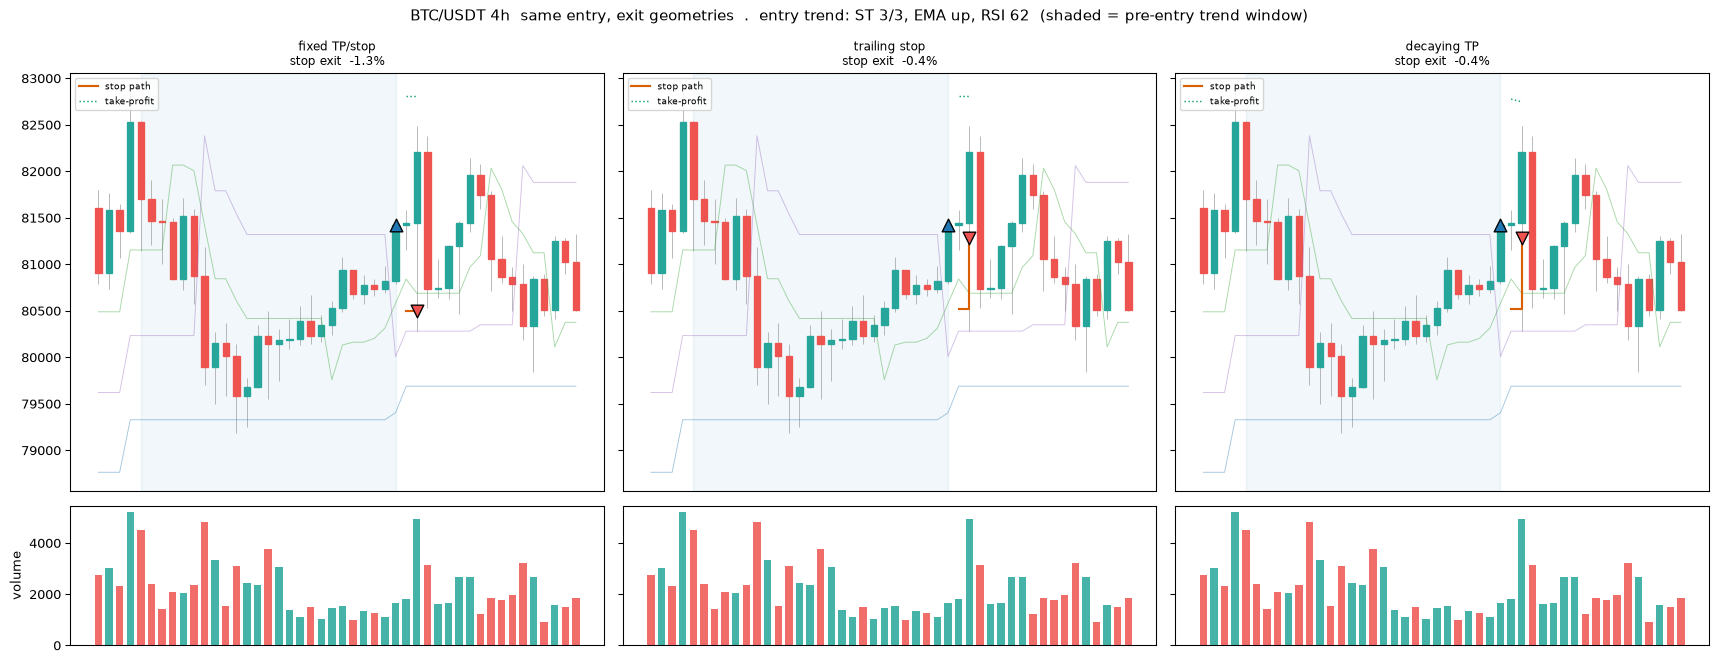 BTC/USDT 4h  same entry, exit geometries  .  entry trend: ST 3/3, EMA up, RSI 62  (shaded = pre-entry trend window)
fixed TP/stop
stop exit  -1.3%
trailing stop
stop exit  -0.4%
decaying TP
stop exit  -0.4%
stop path
take-profit
stop path
take-profit
stop path
take-profit
83000
82500
82000
81500
81000
80500
80000
79500
79000
volume
4000
2000
0